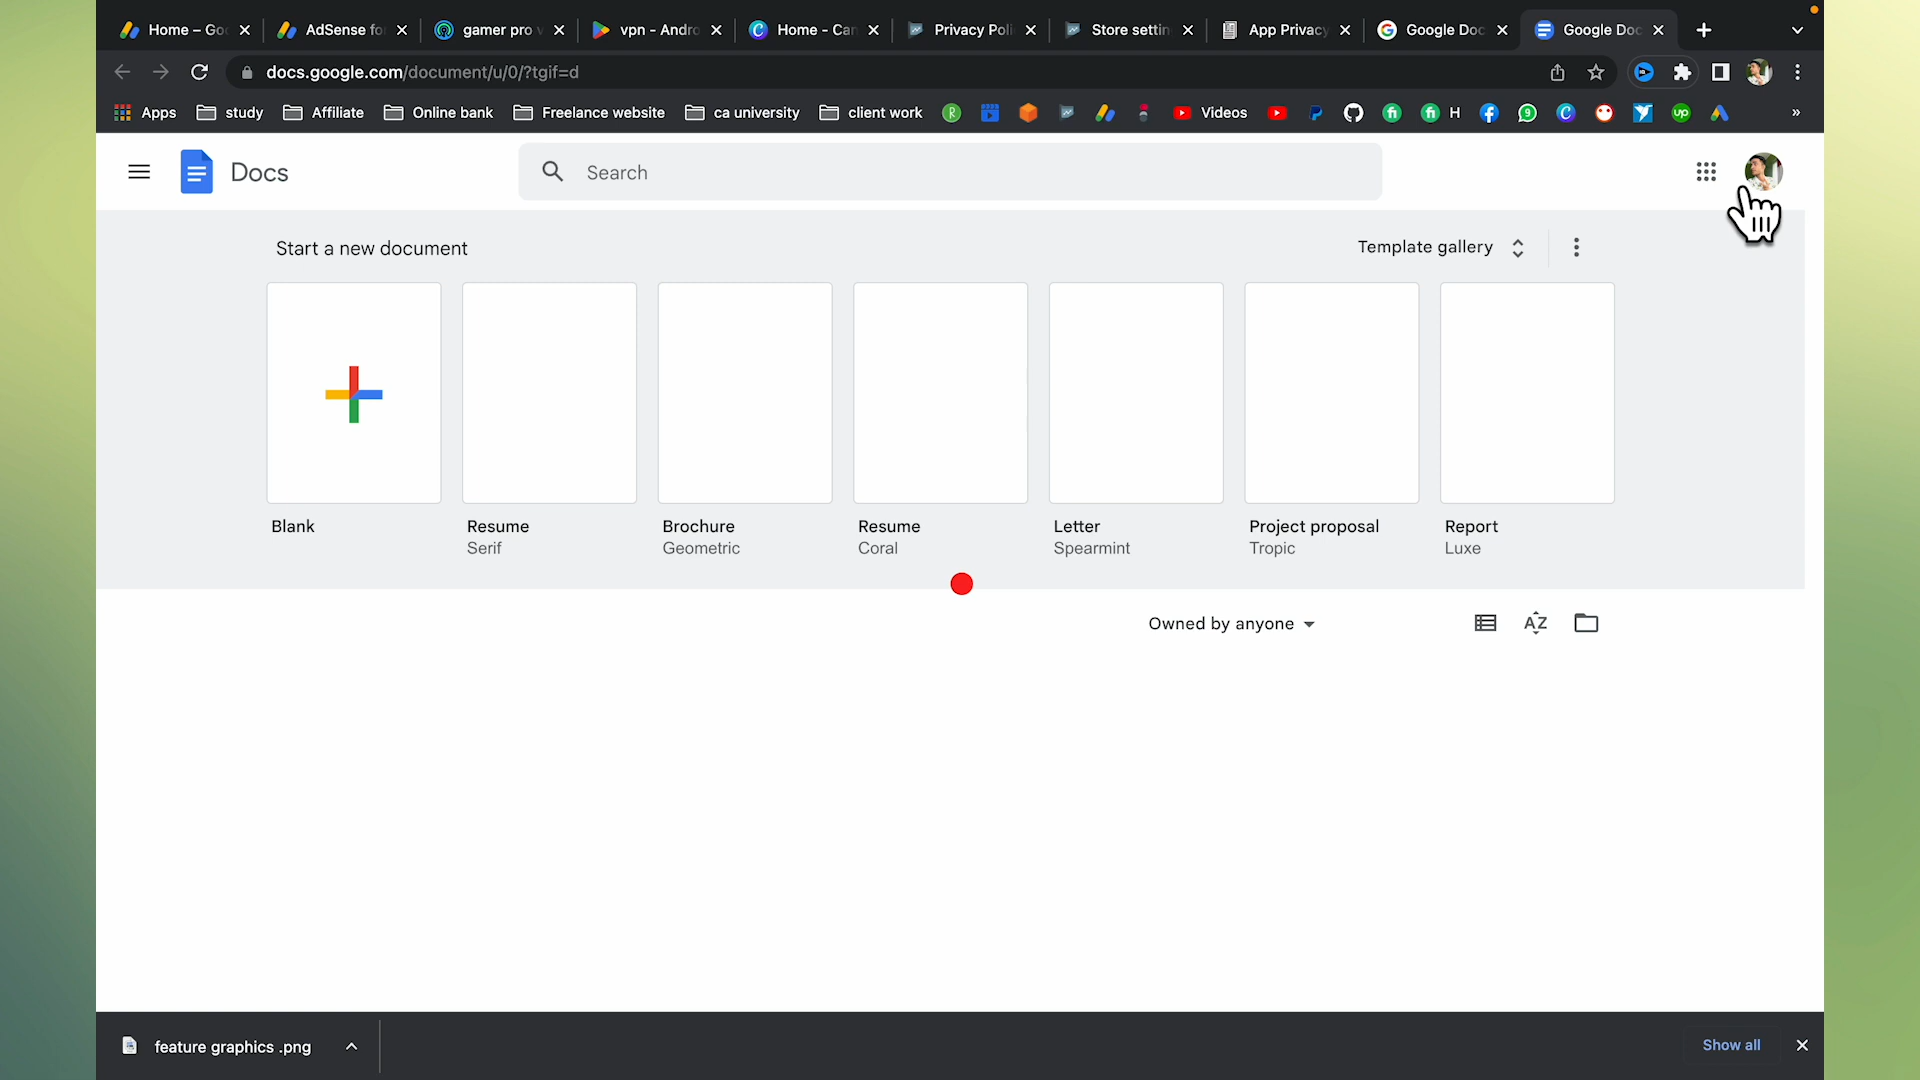 Home – Go
AdSense fo
gamer pro v
vpn - Andro
Home - Can
Privacy Poli
Store settin
App Privacy
Google Doc
Google Doc
docs.google.com/document/u/0/?tgif=d
Apps
study
Affiliate
Online bank
Freelance website
ca university
client work
Videos
H
up
»
Docs
Search
Start a new document
Template gallery
Blank
Resume
Serif
Brochure
Geometric
Resume
Coral
Letter
Spearmint
Project proposal
Tropic
Report
Luxe
Owned by anyone
AZ
feature graphics .png
Show all